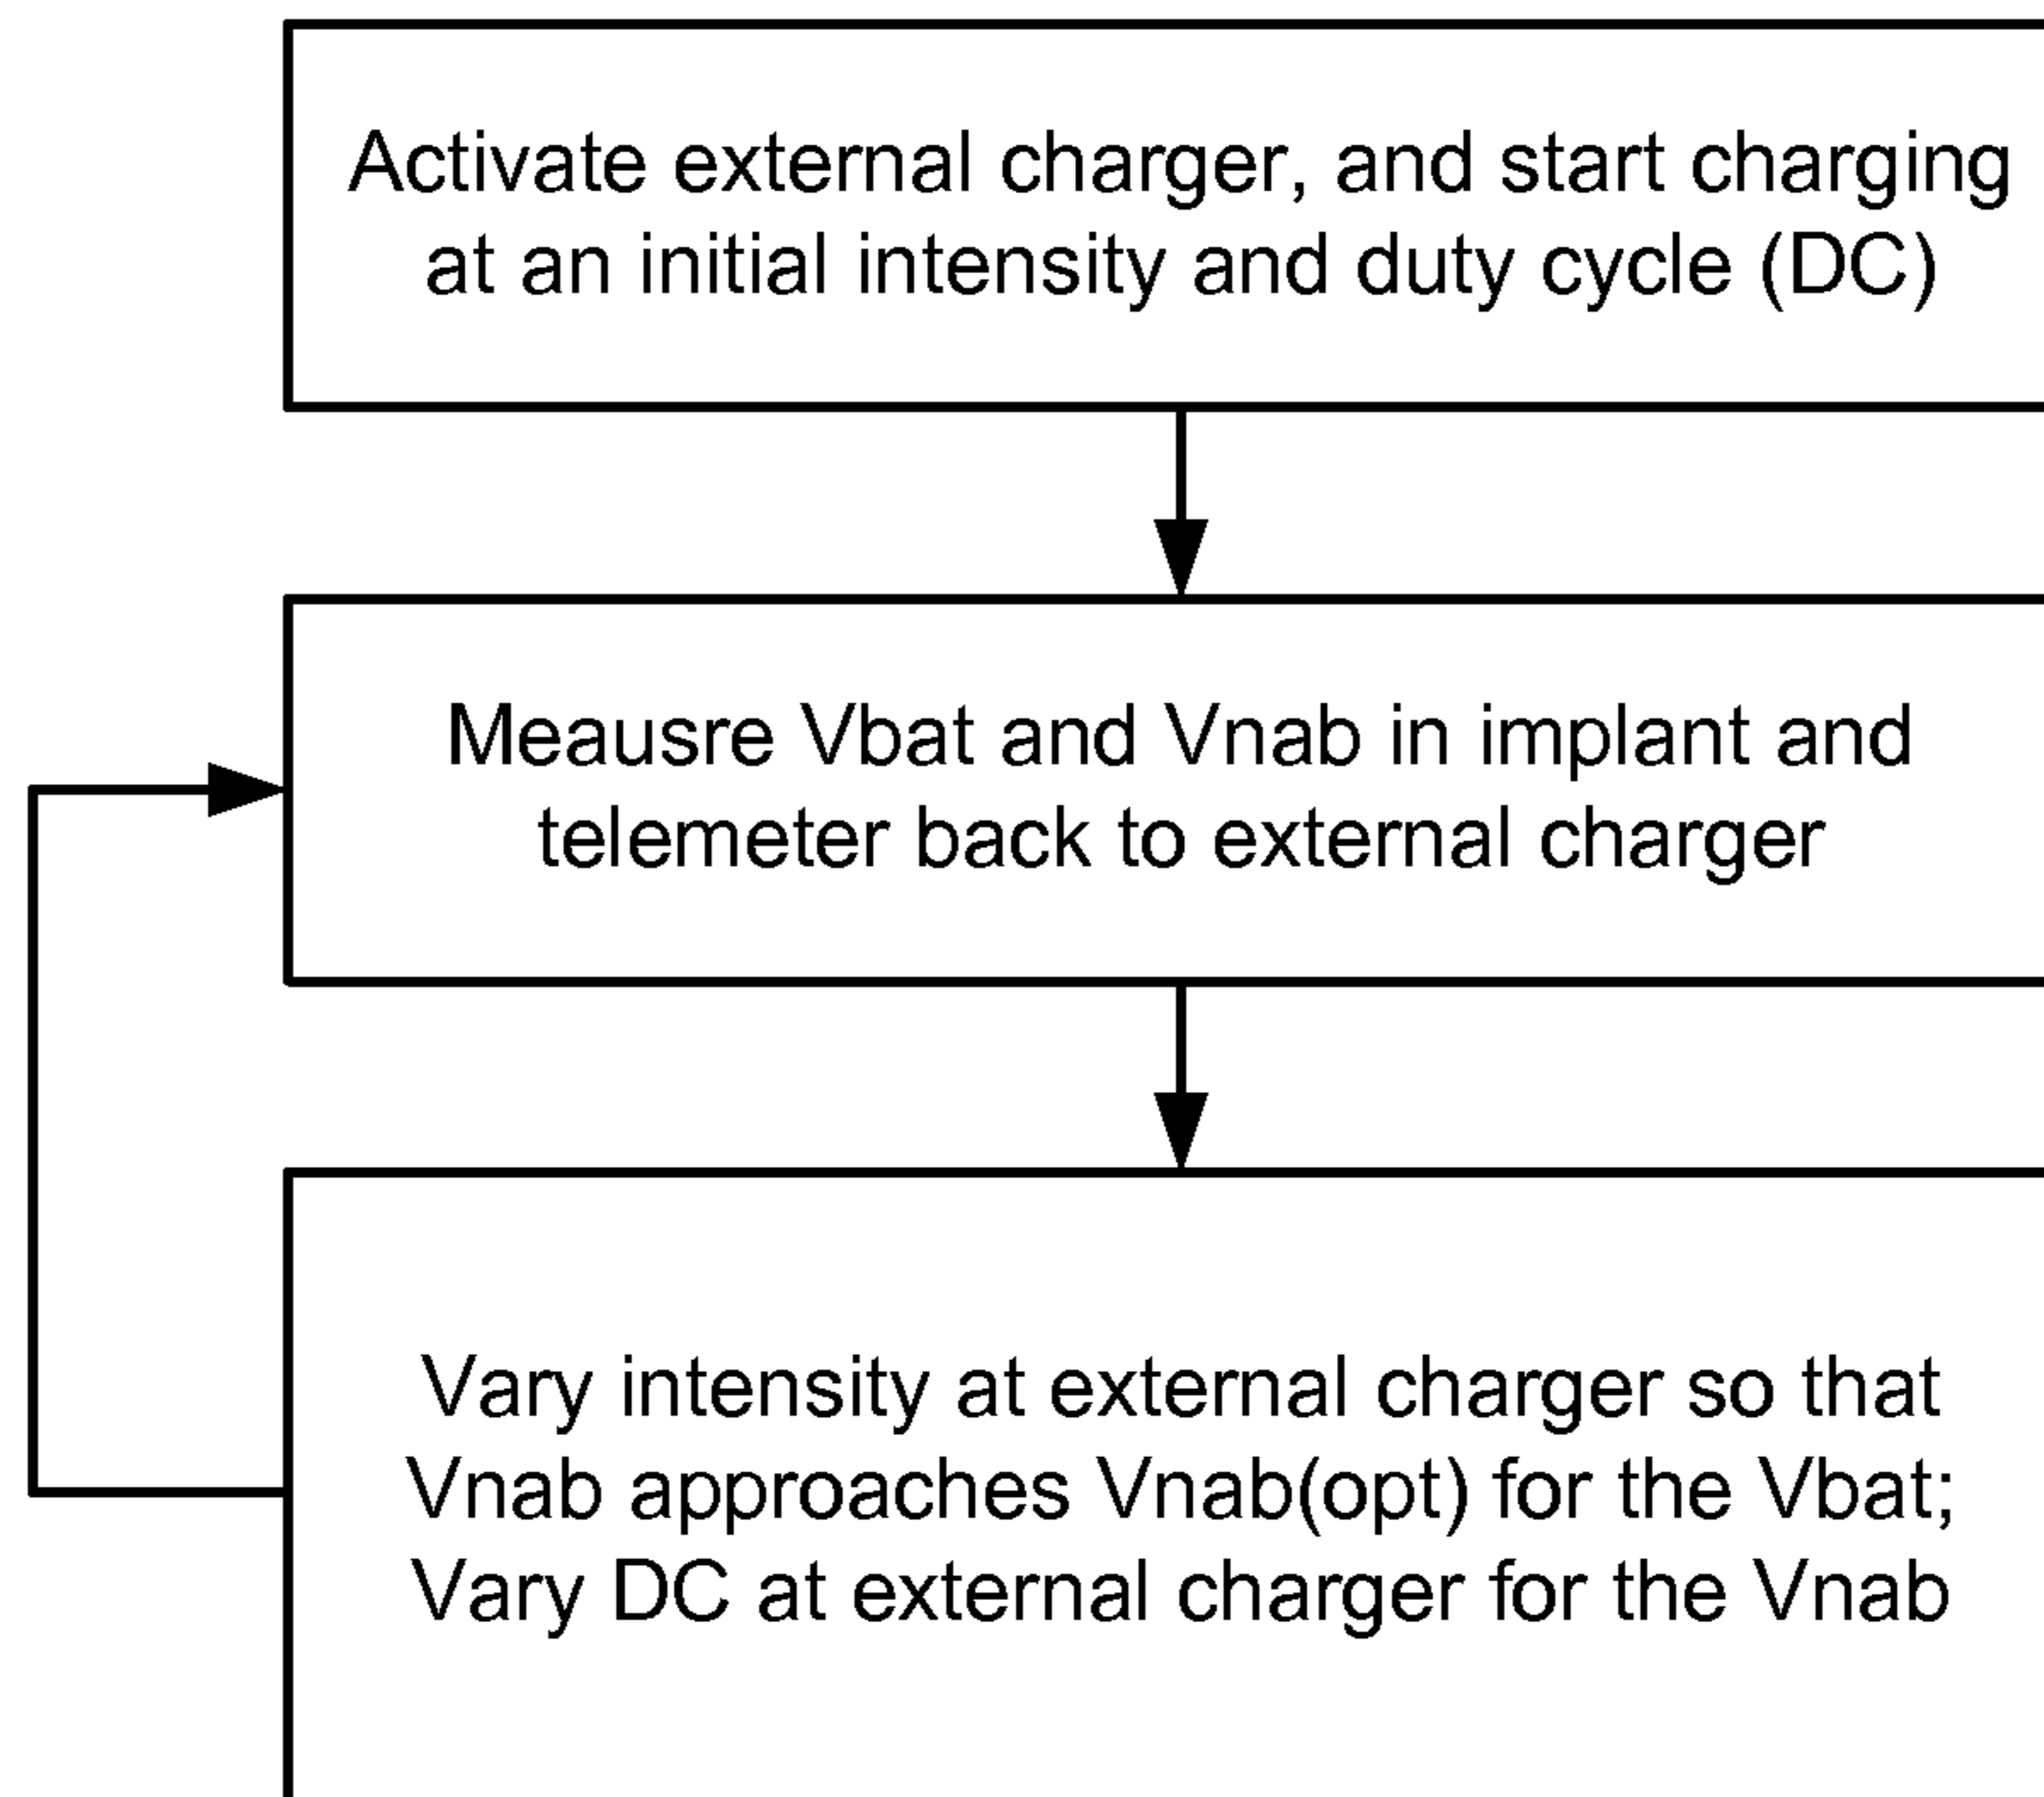 Activate external charger, and start charging
at an initial intensity and duty cycle (DC)
Meausre Vbat and Vnab in implant and
telemeter back to external charger
Vary intensity at external charger so that
Vnab approaches Vnab(opt) for the Vbat;
Vary DC at external charger for the Vnab